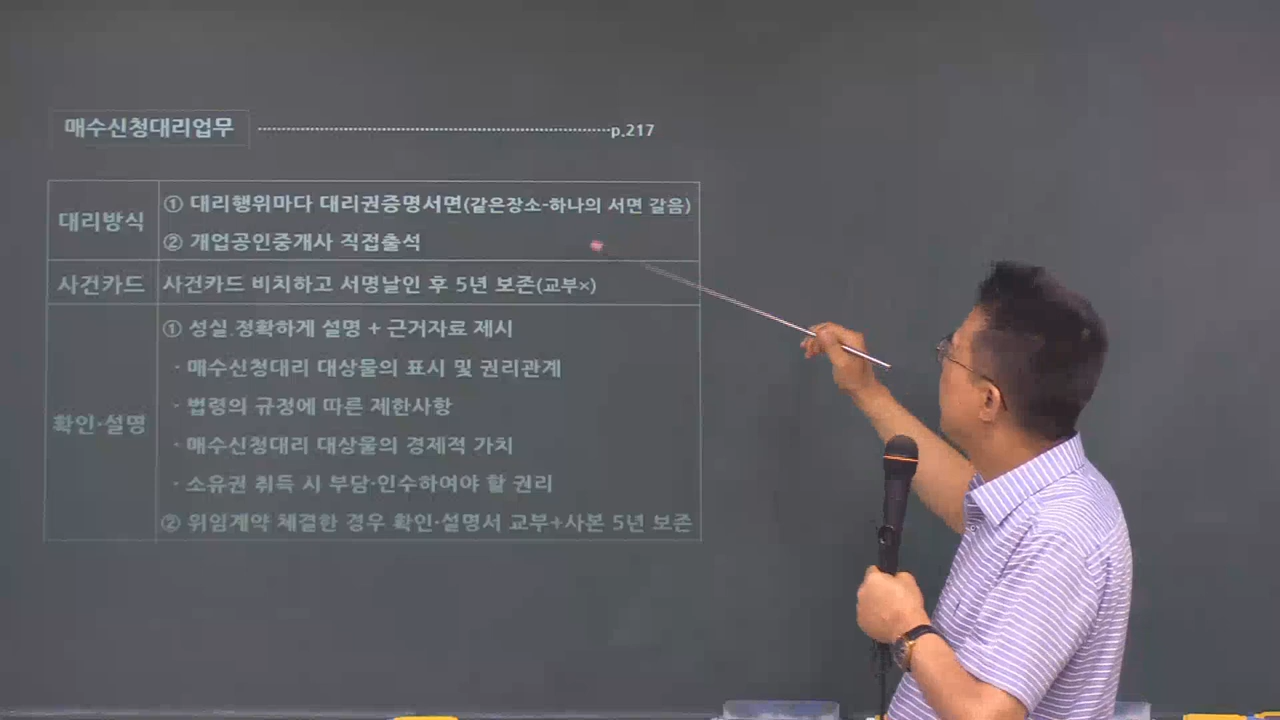 매수신청대리업무 ························································p.217
대리방식
① 대리행위마다 대리권증명서면(같은장소-하나의 서면 갈음)
② 개업공인중개사 직접출석
사건카드
사건카드 비치하고 서명날인 후 5년 보존(교부×)
확인·설명
① 성실.정확하게 설명 + 근거자료 제시
· 매수신청대리 대상물의 표시 및 권리관계
· 법령의 규정에 따른 제한사항
· 매수신청대리 대상물의 경제적 가치
· 소유권 취득 시 부담·인수하여야 할 권리
② 위임계약 체결한 경우 확인·설명서 교부+사본 5년 보존